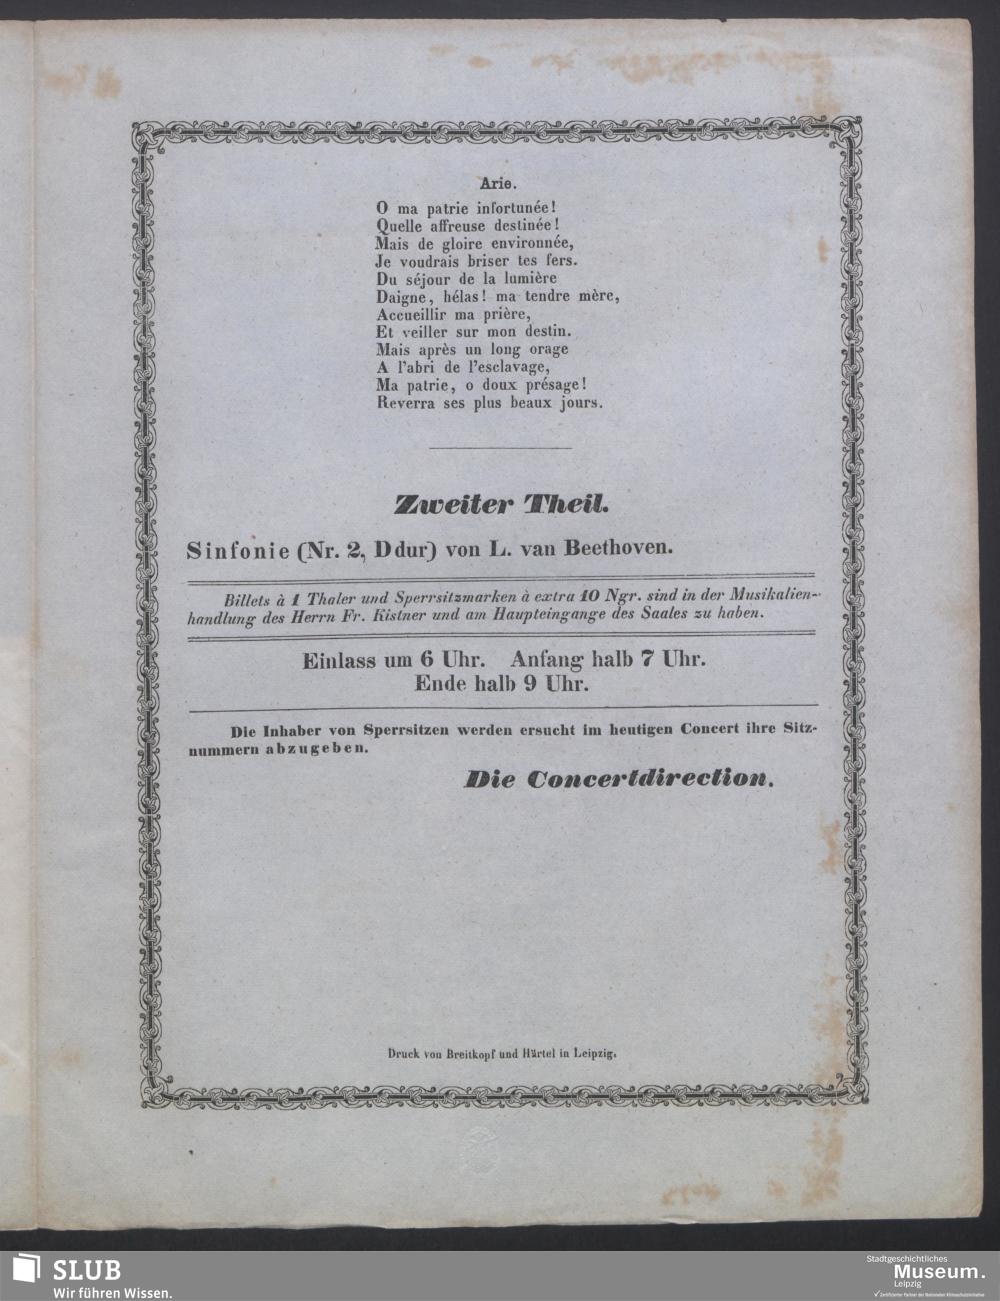 Arie.
O ma patrie infortunée!
Quelle affreuse destinée!
Mais de gloire environnée,
Je voudrais briser tes fers.
Du séjour de la lumière
Daigne, hélas! ma tendre mère,
Accueillir ma prière,
Et veiller sur mon destin.
Mais après un long orage
A l'abri de l'esclavage,
Ma patrie, o doux présage!
Reverra ses plus beaux jours.
Zweiter Theil.
Sinfonie (Nr. 2, Ddur) von L. van Beethoven.
Billets à 1 Thaler und Sperrsitzmarken à extra 10 Ngr. sind in der Musikalien-
handlung des Herrn Fr. Kistner und am Haupteingange des Saales zu haben.
Einlass um 6 Uhr. Anfang halb 7 Uhr.
Ende halb 9 Uhr.
Die Inhaber von Sperrsitzen werden ersucht im heutigen Concert ihre Sitz-
nummern abzugeben.
Die Concertdirection.
Druck von Breitkopf und Härtel in Leipzig.
SLUB
Wir führen Wissen.
Stadtgeschichtliches
Museum.
Leipzig
Zertifizierter Partner der Nationalen Klimaschutzinitiative